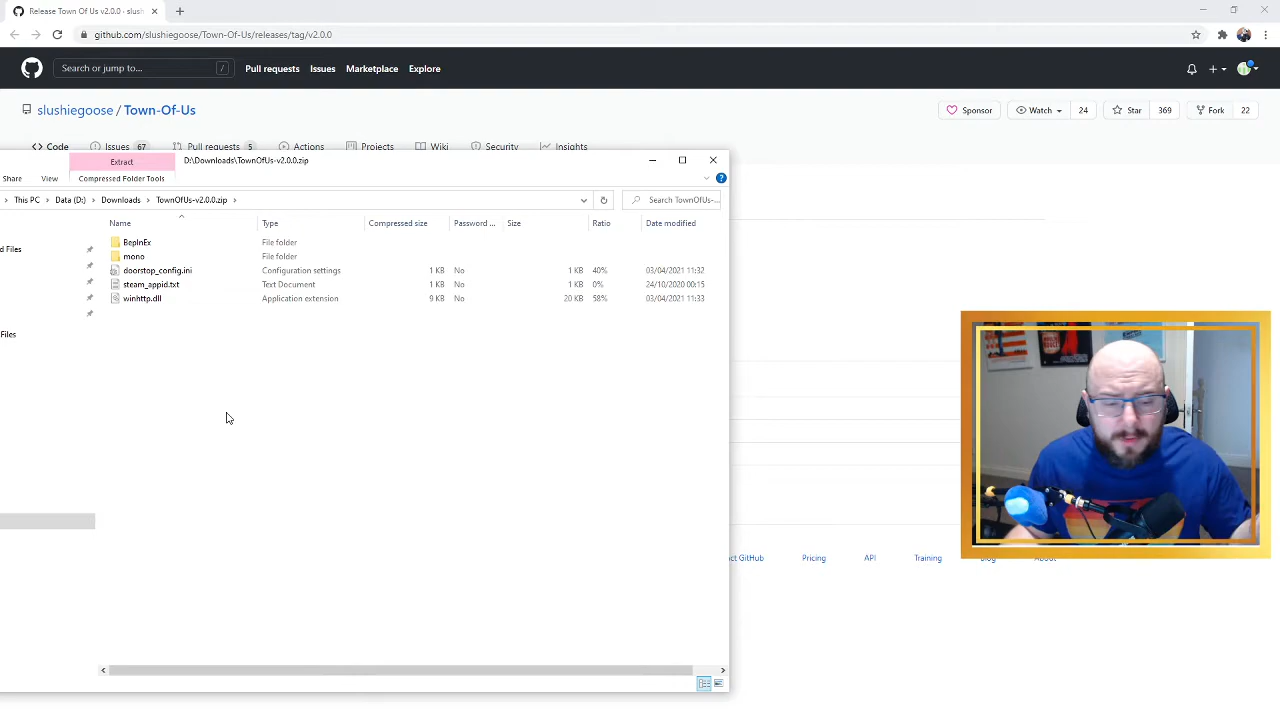 Release Town Of Us v2.0.0 · slush
github.com/slushiegoose/Town-Of-Us/releases/tag/v2.0.0
Search or jump to... /
Pull requests Issues Marketplace Explore
slushiegoose / Town-Of-Us
Sponsor Watch 24 Star 369 Fork 22
Code Issues 67 Pull requests 5 Actions Projects Wiki Security Insights
Extract D:\Downloads\TownOfUs-v2.0.0.zip
Share View Compressed Folder Tools
This PC Data (D:) Downloads TownOfUs-v2.0.0.zip Search TownOfUs-...
Name Type Compressed size Password ... Size Ratio Date modified
BepInEx File folder
mono File folder
doorstop_config.ini Configuration settings 1 KB No 1 KB 40% 03/04/2021 11:32
steam_appid.txt Text Document 1 KB No 1 KB 0% 24/10/2020 00:15
winhttp.dll Application extension 9 KB No 20 KB 58% 03/04/2021 11:33
d Files
Files
ct GitHub Pricing API Training Blog About